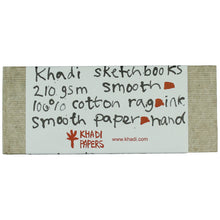 Khadi sketchbooks
210 gsm smooth
100% cotton rag ink
smooth paper hand
KHADI
PAPERS
www.khadi.com